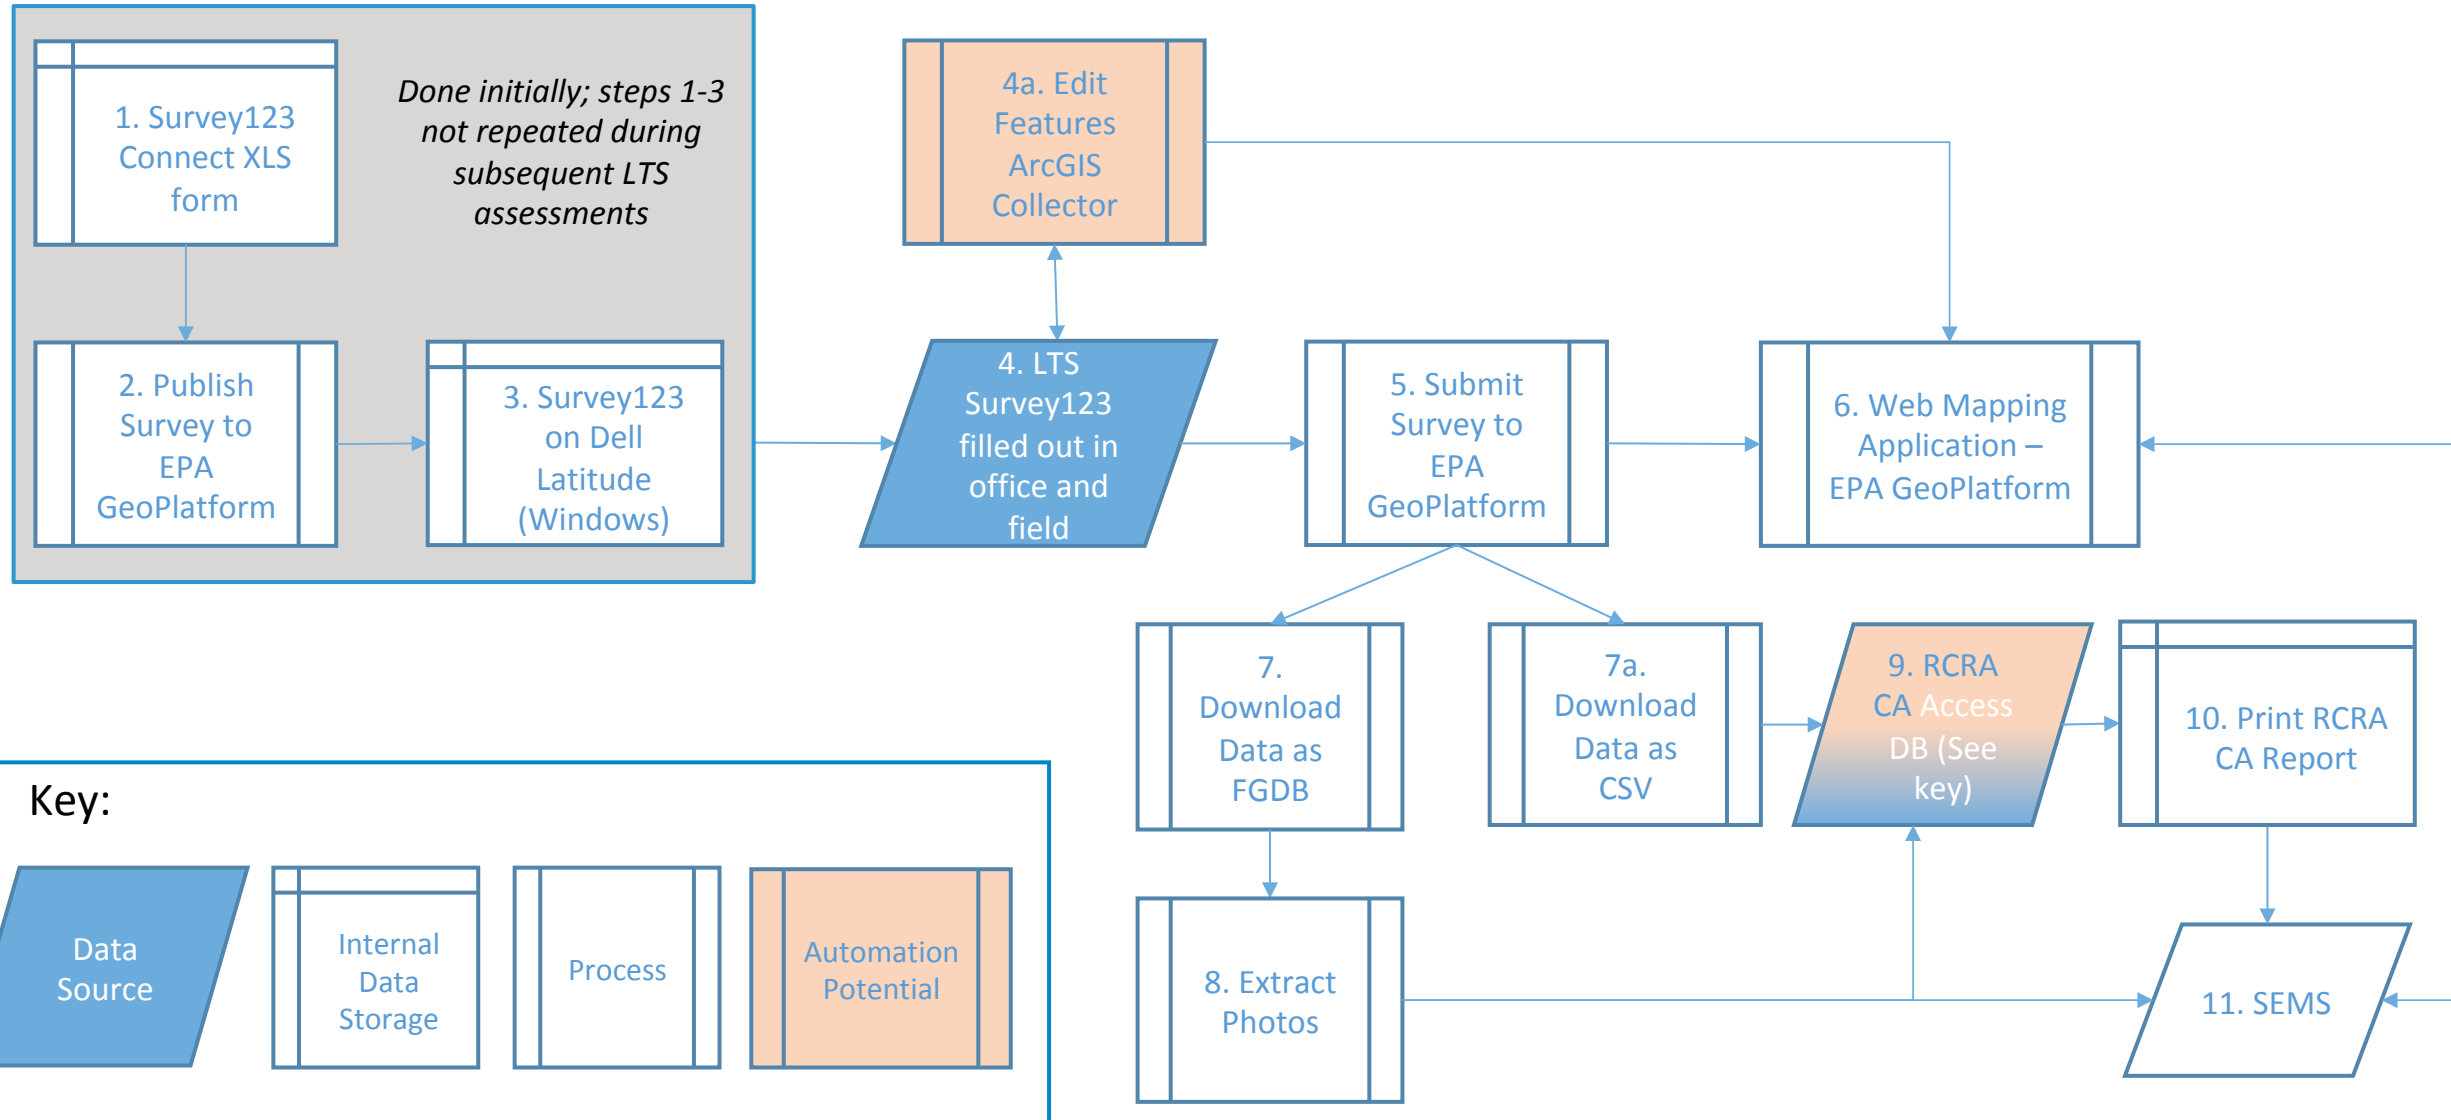 1. Survey123
Connect XLS
form
Done initially; steps 1-3
not repeated during
subsequent LTS
assessments
2. Publish
Survey to
EPA
GeoPlatform
3. Survey123
on Dell
Latitude
(Windows)
4a. Edit
Features
ArcGIS
Collector
4. LTS
Survey123
filled out in
office and
field
5. Submit
Survey to
EPA
GeoPlatform
6. Web Mapping
Application –
EPA GeoPlatform
7.
Download
Data as
FGDB
7a.
Download
Data as
CSV
9. RCRA
CA Access
DB (See
key)
10. Print RCRA
CA Report
8. Extract
Photos
11. SEMS
Key:
Data
Source
Internal
Data
Storage
Process
Automation
Potential